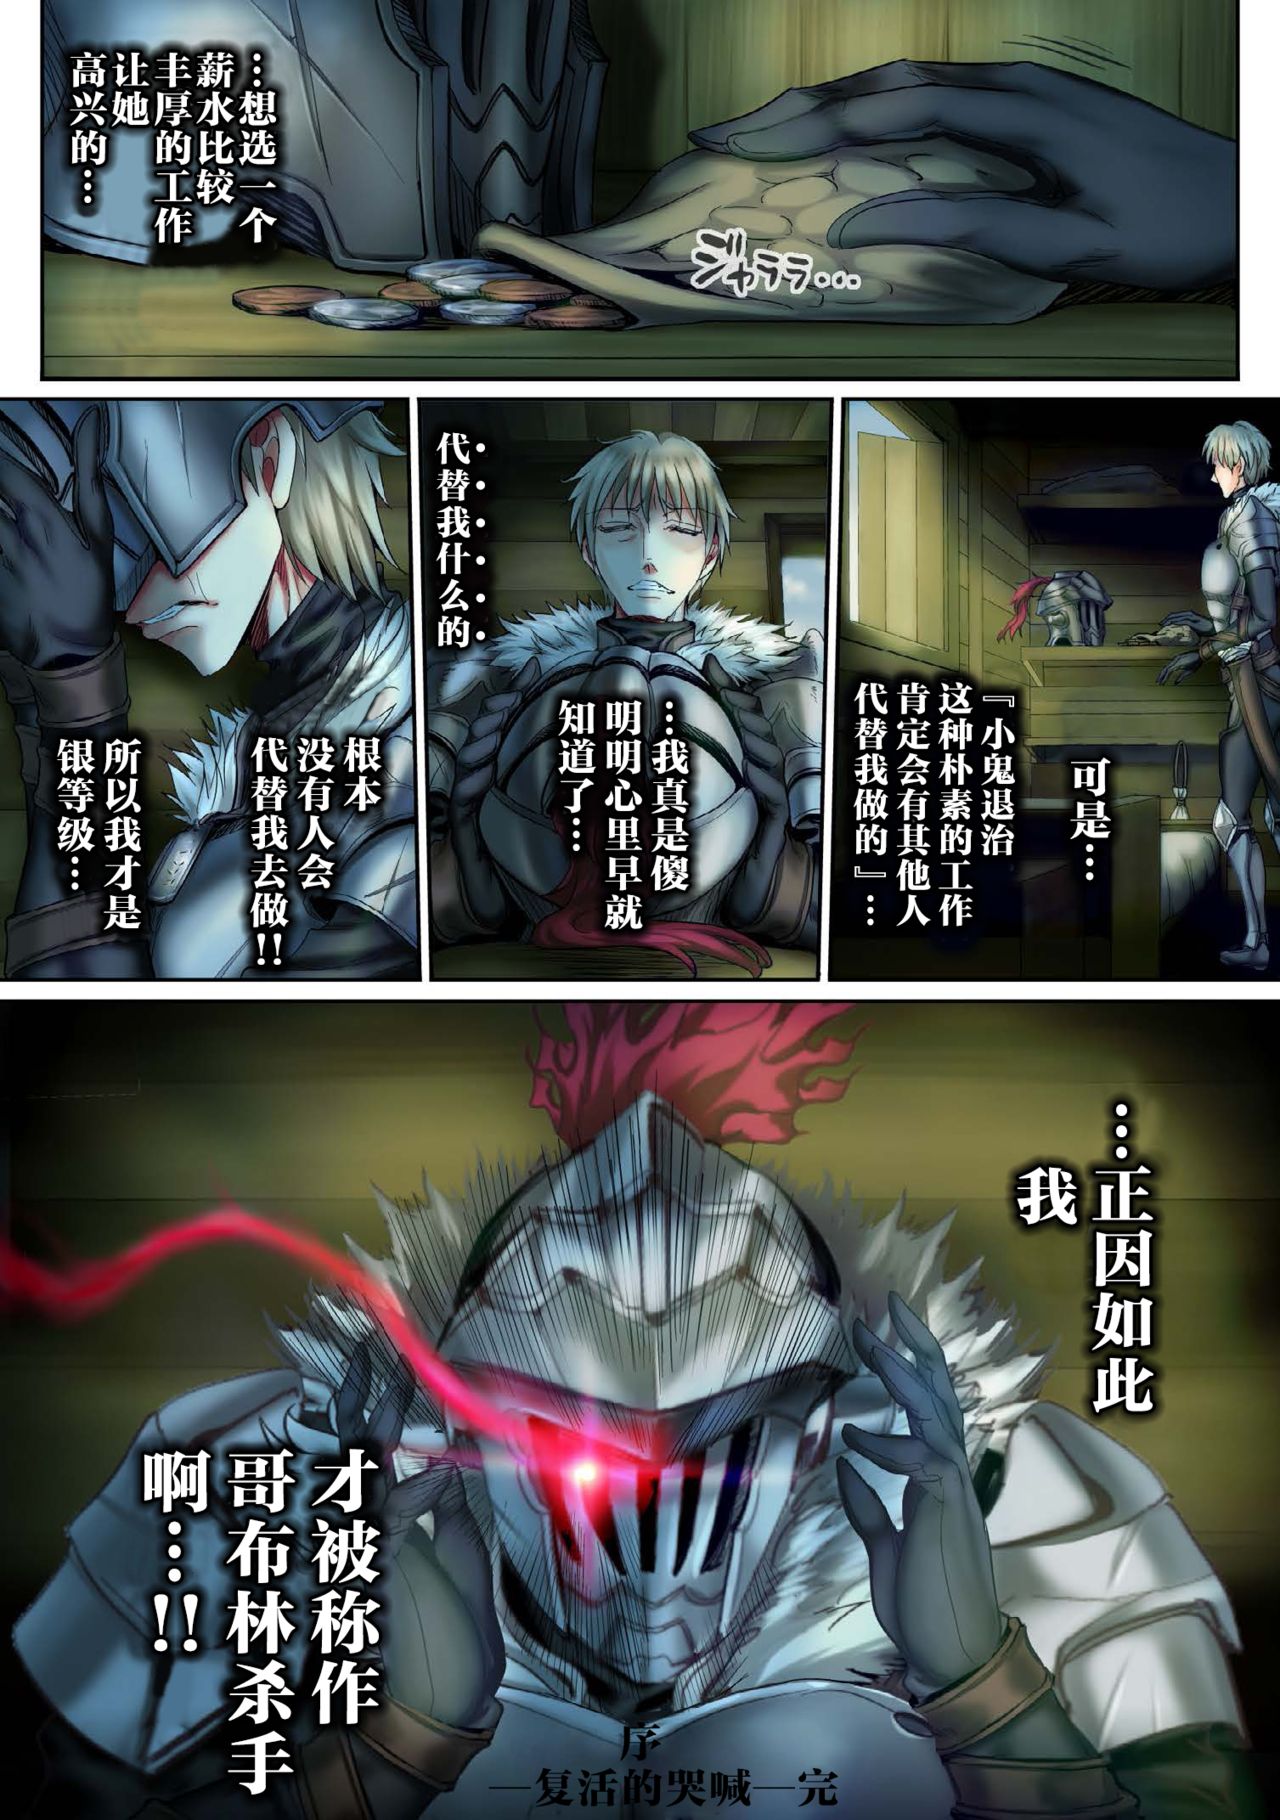 …想选一个
薪水比较
丰厚的工作
让她
高兴的…
ジャララ…
可是…
『小鬼退治
这种朴素的工作
肯定会有其他人
代替我做的』…
…我真是傻
明明心里早就
知道了…
代替我什么的
根本
没有人会
代替我去做!!
所以我才是
银等级…
…正因如此
我
才被称作
哥布林杀手
啊…!!
序
—复活的哭喊—完